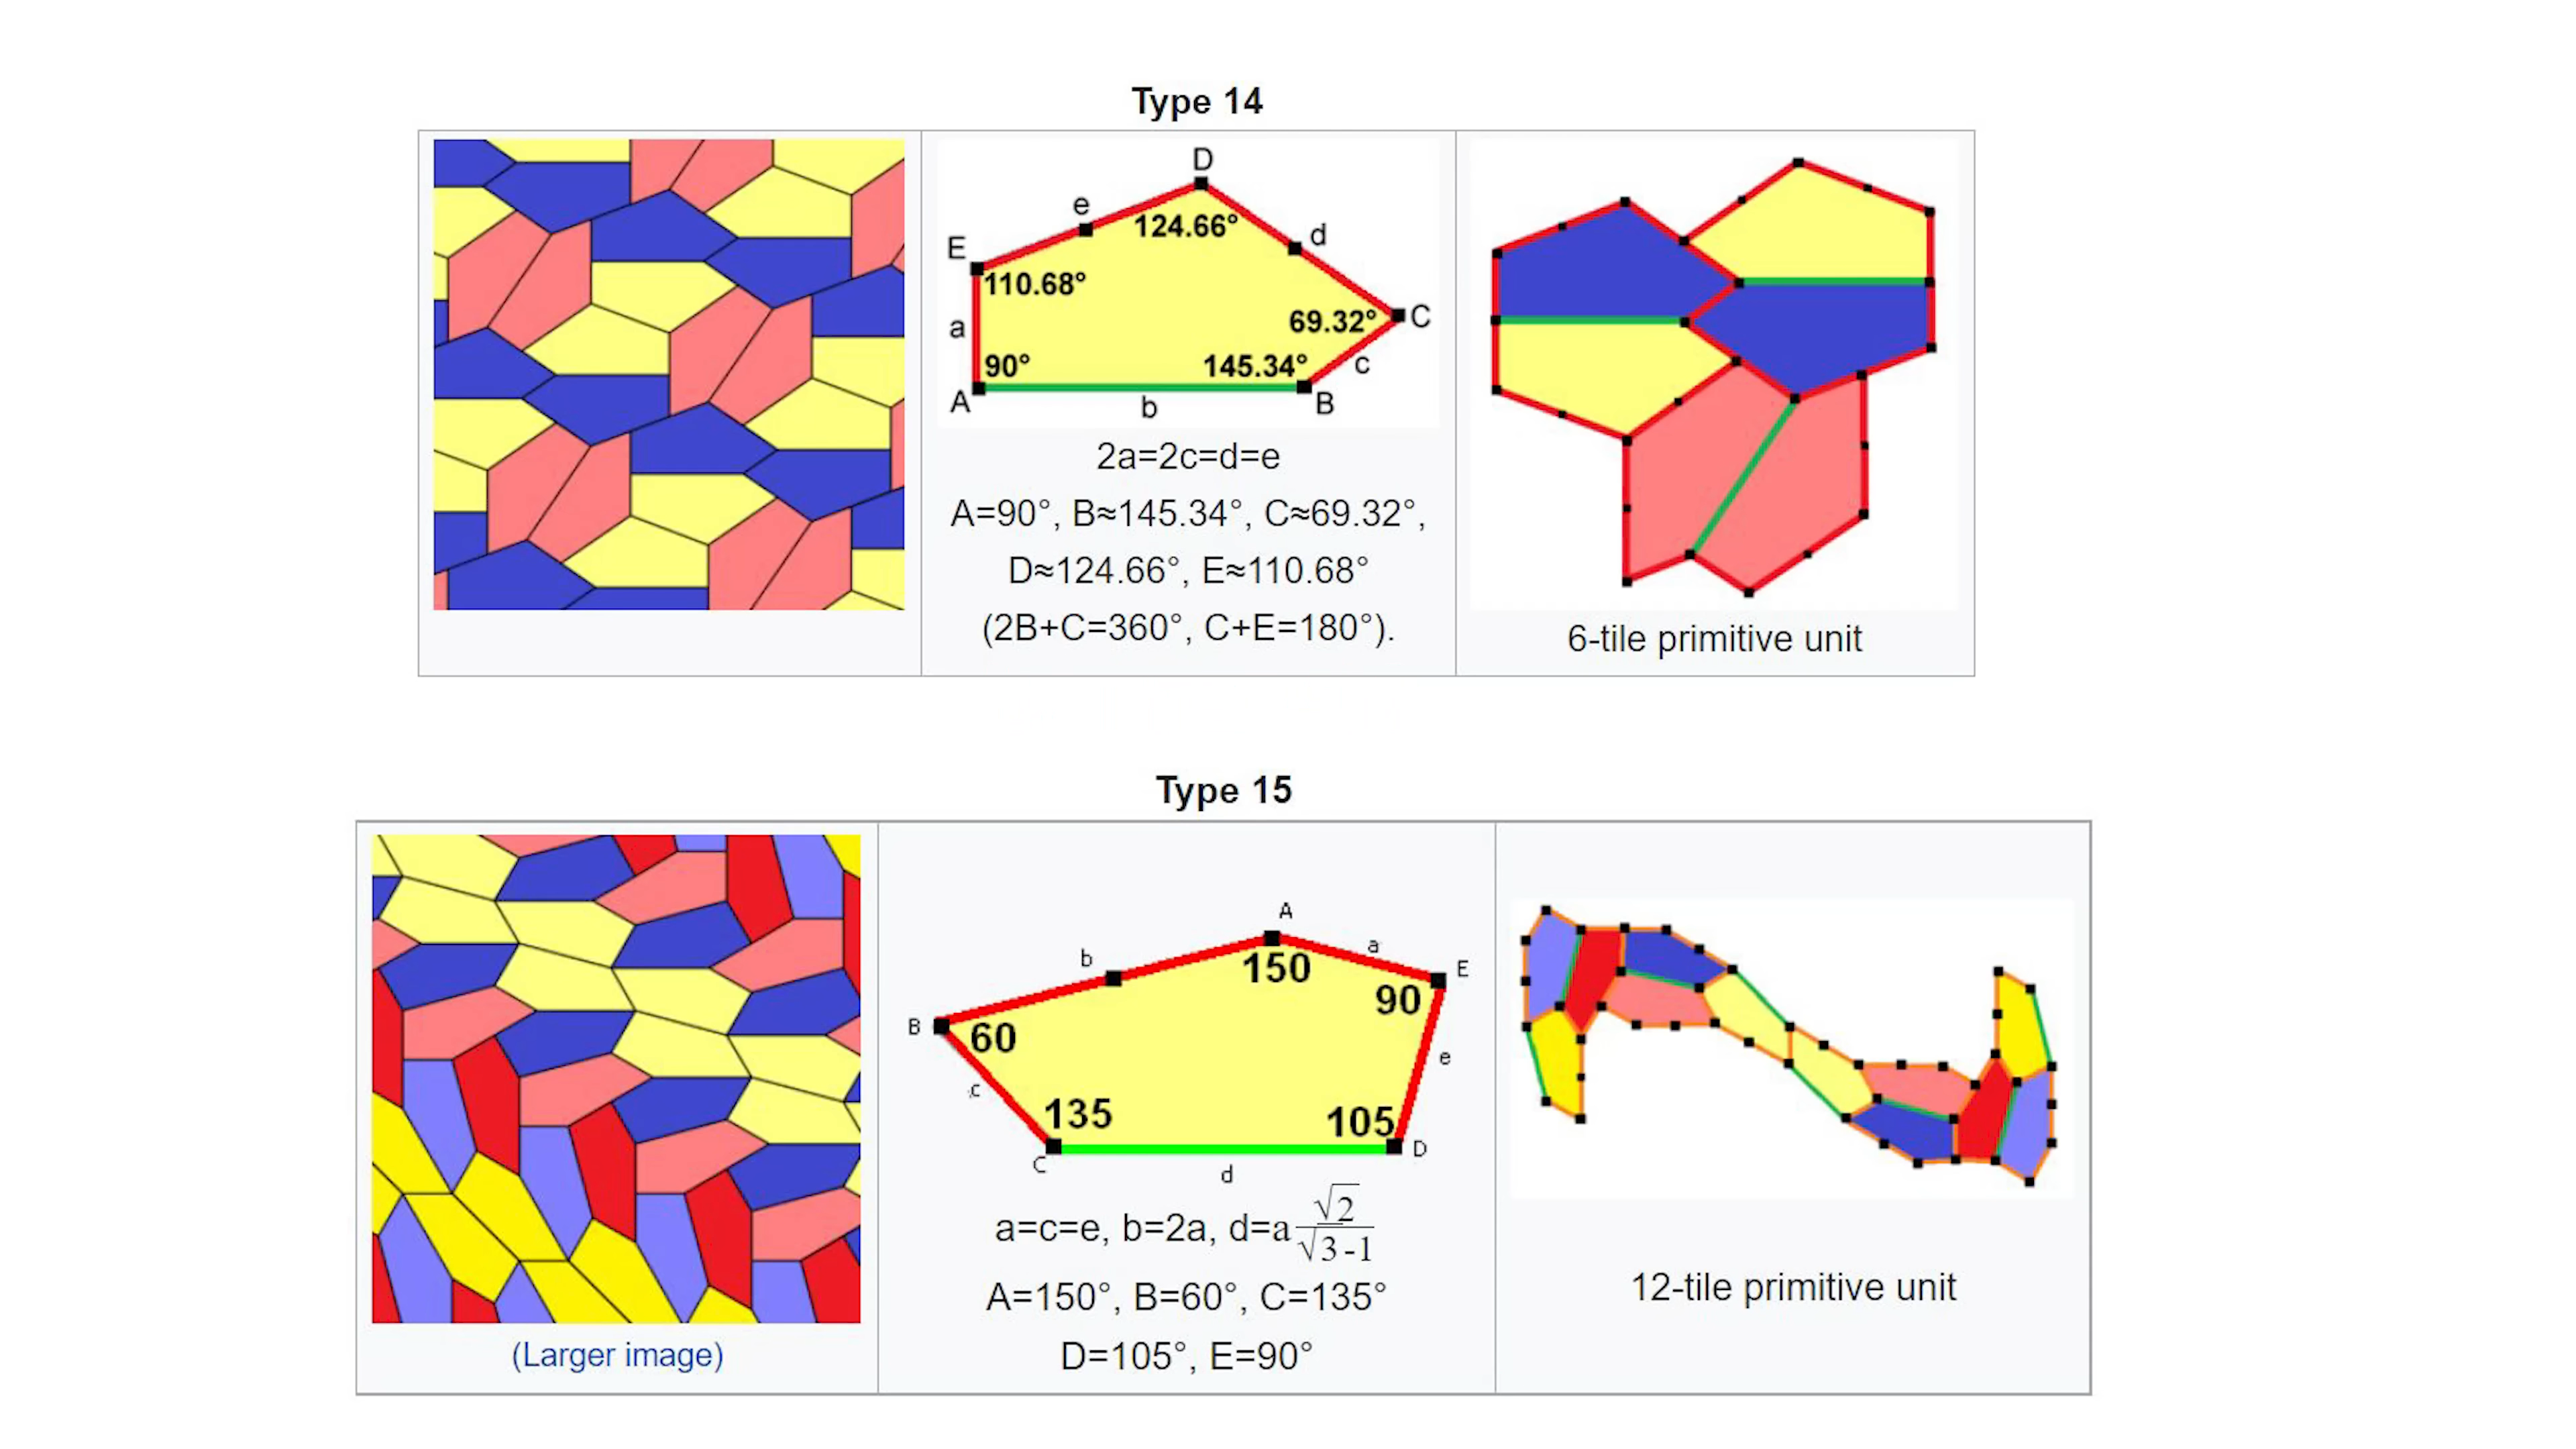 Type 14
D
e
124.66°
d
E
110.68°
a
69.32°
C
90°
145.34°
c
A
b
B
2a=2c=d=e
A=90°, B≈145.34°, C≈69.32°,
D≈124.66°, E≈110.68°
(2B+C=360°, C+E=180°).
6-tile primitive unit
Type 15
(Larger image)
A
b
a
150
E
90
B
60
e
c
135
105
C
D
d
a=c=e, b=2a, d=a √2/√3-1
A=150°, B=60°, C=135°
D=105°, E=90°
12-tile primitive unit